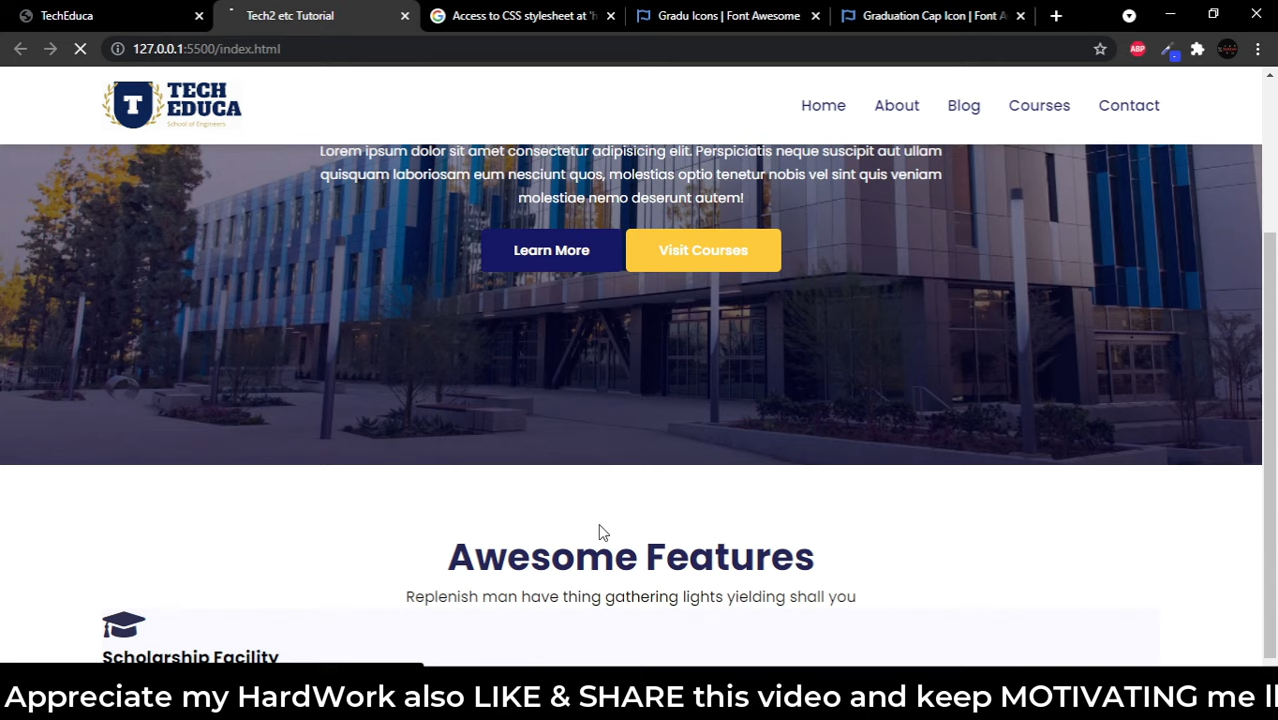 TechEduca
Tech2 etc Tutorial
Access to CSS stylesheet at 'h
Gradu Icons | Font Awesome
Graduation Cap Icon | Font A
127.0.0.1:5500/index.html
ABP
T
TECH
EDUCA
School of Engineers
Home
About
Blog
Courses
Contact
Lorem ipsum dolor sit amet consectetur adipisicing elit. Perspiciatis neque suscipit aut ullam
quisquam laboriosam eum nesciunt quos, molestias optio tenetur nobis vel sint quis veniam
molestiae nemo deserunt autem!
Learn More
Visit Courses
Awesome Features
Replenish man have thing gathering lights yielding shall you
Scholarship Facility
Appreciate my HardWork also LIKE & SHARE this video and keep MOTIVATING me